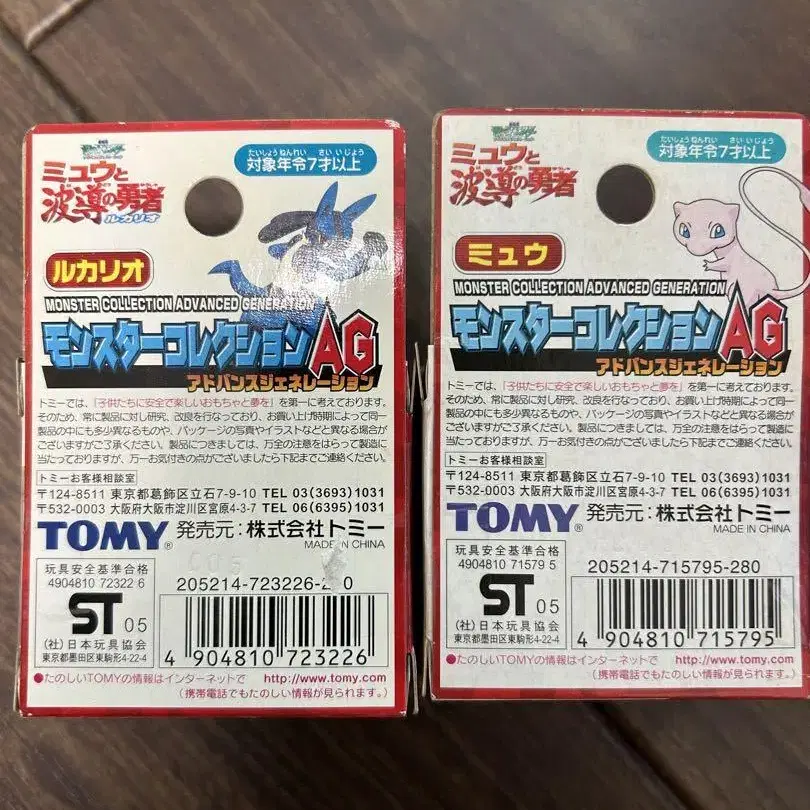 たいしょうねんれい さいいじょう
対象年令7才以上
ミュウと
波導の勇者
ルカリオ
ルカリオ
MONSTER COLLECTION ADVANCED GENERATION
モンスターコレクションAG
アドバンスジェネレーション
トミーでは、「子供たちに安全で楽しいおもちゃと夢を」を第一に考えております。
そのため、常に製品に対し研究、改良を行なっており、お買い上げ時期によって同一
製品の中にも多少異なるものや、パッケージの写真やイラストなどと異なる場合が
ございますがご了承ください。製品につきましては、万全の注意をはらって製造に
当たっておりますが、万一お気付きの点がございましたら下記までご連絡ください。
トミーお客様相談室
〒124-8511 東京都葛飾区立石7-9-10 TEL 03(3693)1031
〒532-0003 大阪府大阪市淀川区宮原4-3-7 TEL 06(6395)1031
TOMY® 発売元:株式会社トミー
MADE IN CHINA
玩具安全基準合格
4904810 72322 6
ST 05
(社)日本玩具協会
東京都墨田区東駒形4-22-4
205214-723226-
4 904810 723226
●たのしいTOMYの情報はインターネットで http://www.tomy.com
(携帯電話でもたのしい情報が見られます。)
たいしょうねんれい さいいじょう
対象年令7才以上
ミュウと
波導の勇者
ミュウ
MONSTER COLLECTION ADVANCED GENERATION
モンスターコレクションAG
アドバンスジェネレーション
トミーでは、「子供たちに安全で楽しいおもちゃと夢を」を第一に考えております。
そのため、常に製品に対し研究、改良を行なっており、お買い上げ時期によって同一
製品の中にも多少異なるものや、パッケージの写真やイラストなどと異なる場合が
ございますがご了承ください。製品につきましては、万全の注意をはらって製造に
当たっておりますが、万一お気付きの点がございましたら下記までご連絡ください。
トミーお客様相談室
〒124-8511 東京都葛飾区立石7-9-10 TEL 03(3693)1031
〒532-0003 大阪府大阪市淀川区宮原4-3-7 TEL 06(6395)1031
TOMY® 発売元:株式会社トミー
MADE IN CHINA
玩具安全基準合格
4904810 71579 5
ST 05
(社)日本玩具協会
東京都墨田区東駒形4-22-4
205214-715795-280
4 904810 715795
●たのしいTOMYの情報はインターネットで http://www.tomy.com
(携帯電話でもたのしい情報が見られます。)